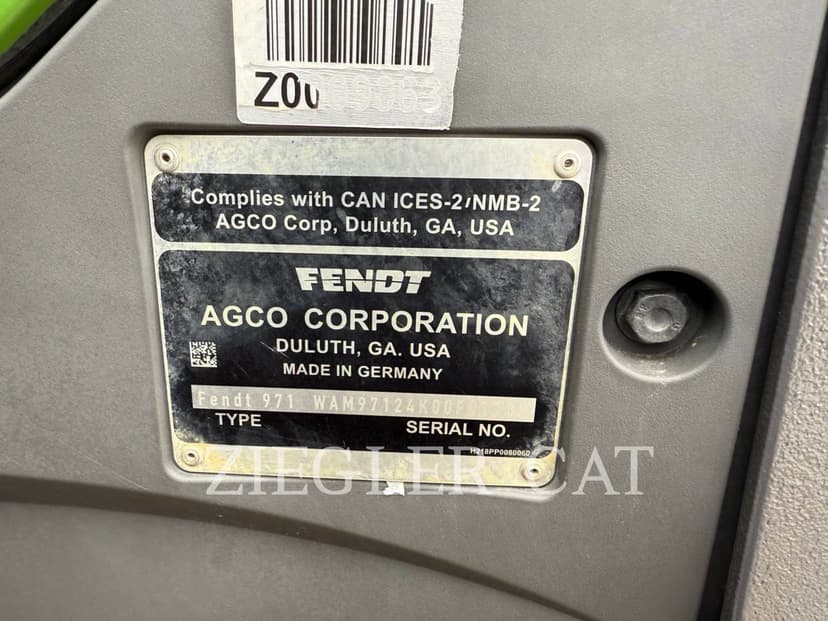 Complies with CAN ICES-2/NMB-2
AGCO Corp, Duluth, GA, USA
FENDT
AGCO CORPORATION
DULUTH, GA. USA
MADE IN GERMANY
Fendt 971
TYPE
SERIAL NO.
H218PP0080060
ZIEGLER CAT